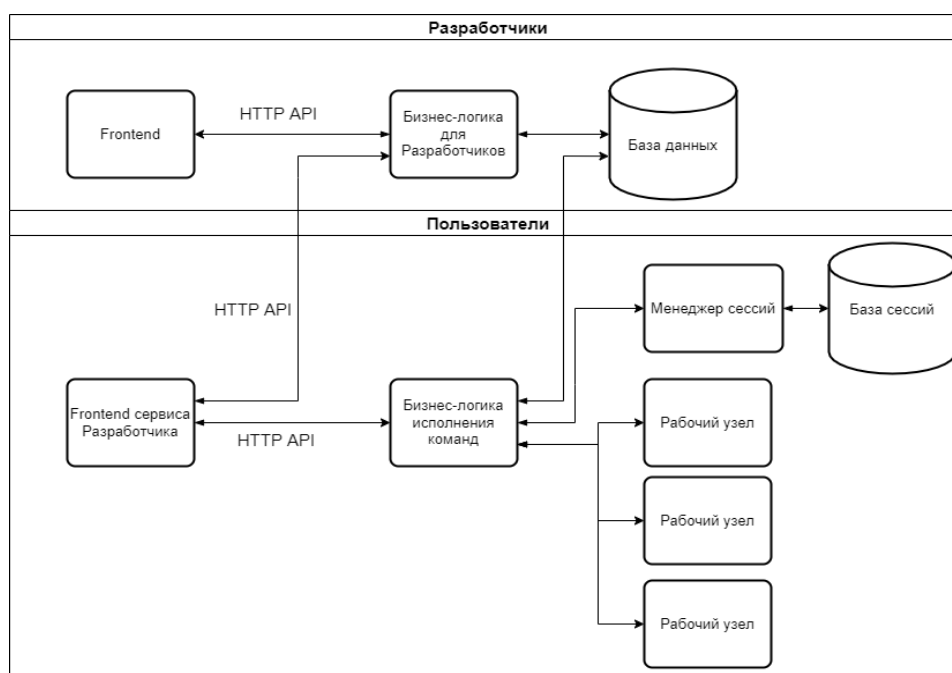 Разработчики
Frontend
HTTP API
Бизнес-логика
для
Разработчиков
База данных
Пользователи
HTTP API
Менеджер сессий
База сессий
Frontend сервиса
Разработчика
HTTP API
Бизнес-логика
исполнения
команд
Рабочий узел
Рабочий узел
Рабочий узел